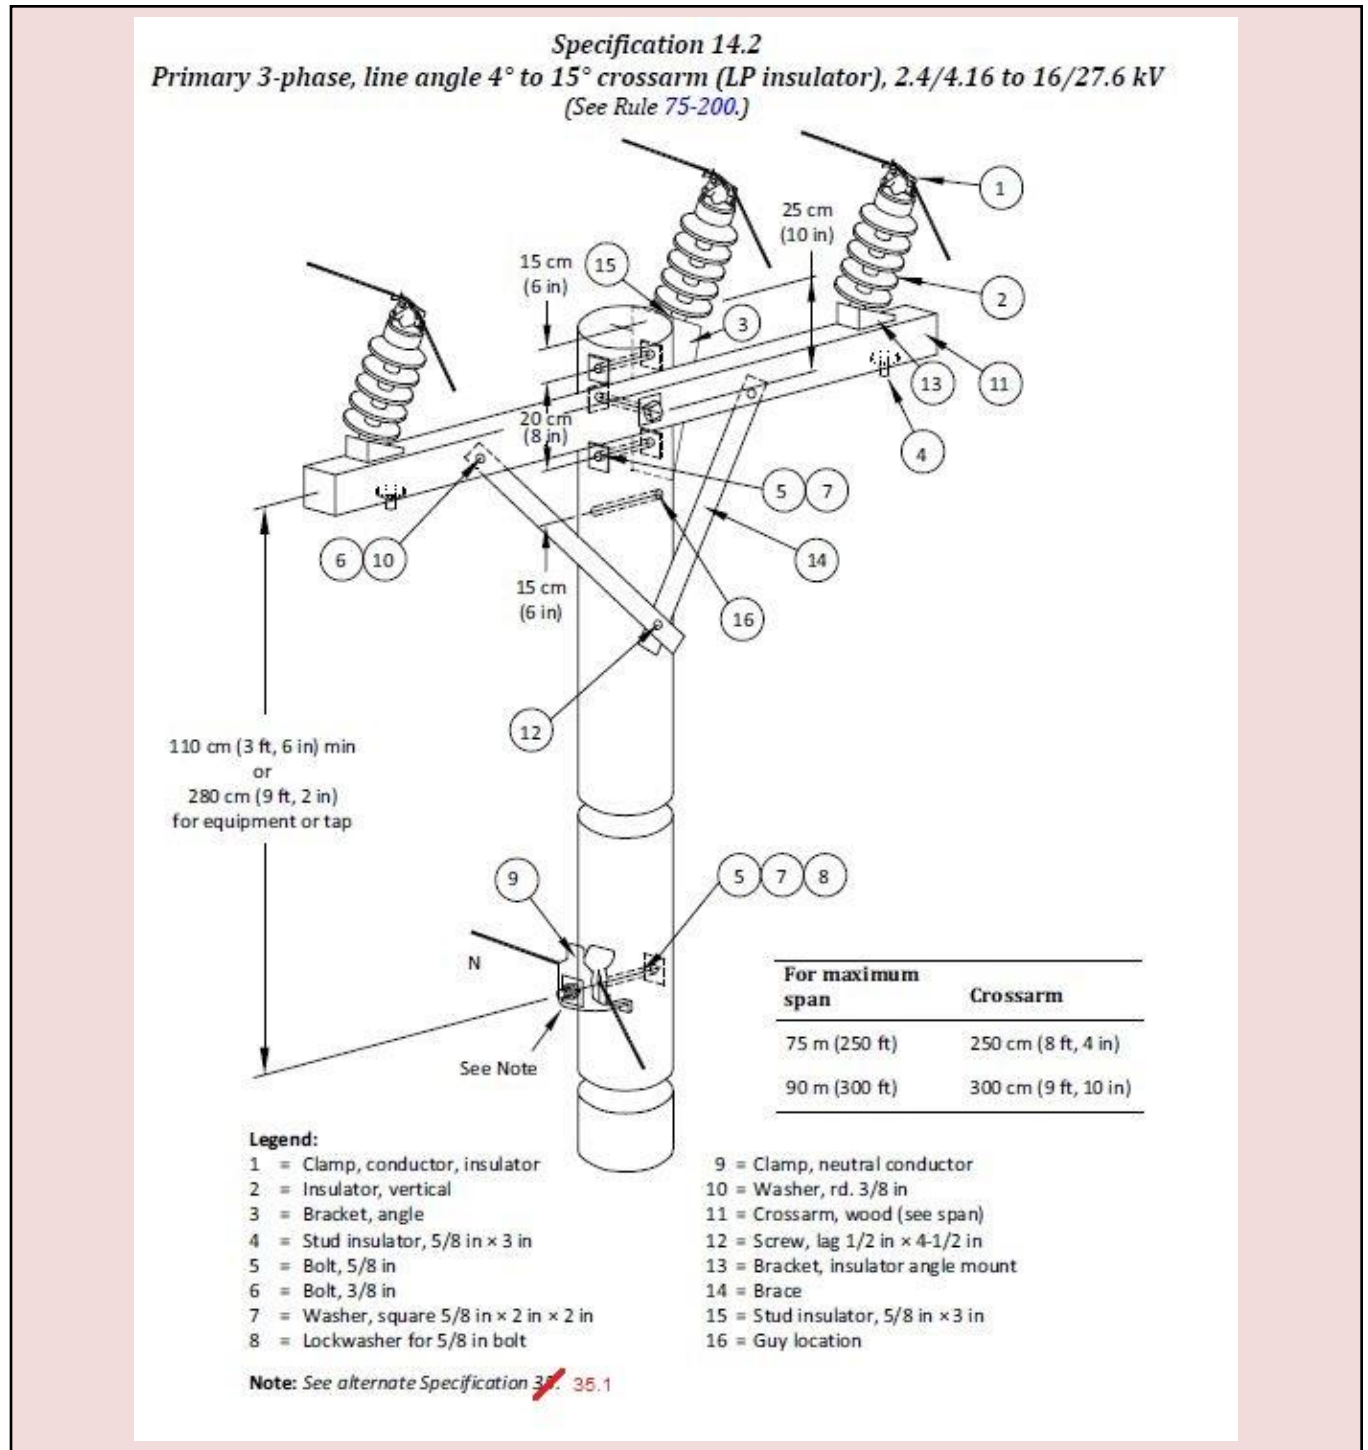 Specification 14.2
Primary 3-phase, line angle 4° to 15° crossarm (LP insulator), 2.4/4.16 to 16/27.6 kV
(See Rule 75-200.)
1
25 cm
(10 in)
15 cm
(6 in)
15
2
3
13
11
20 cm
(8 in)
4
5 7
6 10
14
15 cm
(6 in)
16
12
110 cm (3 ft, 6 in) min
or
280 cm (9 ft, 2 in)
for equipment or tap
9
5 7 8
N
See Note
For maximum
span
Crossarm
75 m (250 ft) 250 cm (8 ft, 4 in)
90 m (300 ft) 300 cm (9 ft, 10 in)
Legend:
1 = Clamp, conductor, insulator
2 = Insulator, vertical
3 = Bracket, angle
4 = Stud insulator, 5/8 in × 3 in
5 = Bolt, 5/8 in
6 = Bolt, 3/8 in
7 = Washer, square 5/8 in × 2 in × 2 in
8 = Lockwasher for 5/8 in bolt
9 = Clamp, neutral conductor
10 = Washer, rd. 3/8 in
11 = Crossarm, wood (see span)
12 = Screw, lag 1/2 in × 4-1/2 in
13 = Bracket, insulator angle mount
14 = Brace
15 = Stud insulator, 5/8 in × 3 in
16 = Guy location
Note: See alternate Specification 35.1